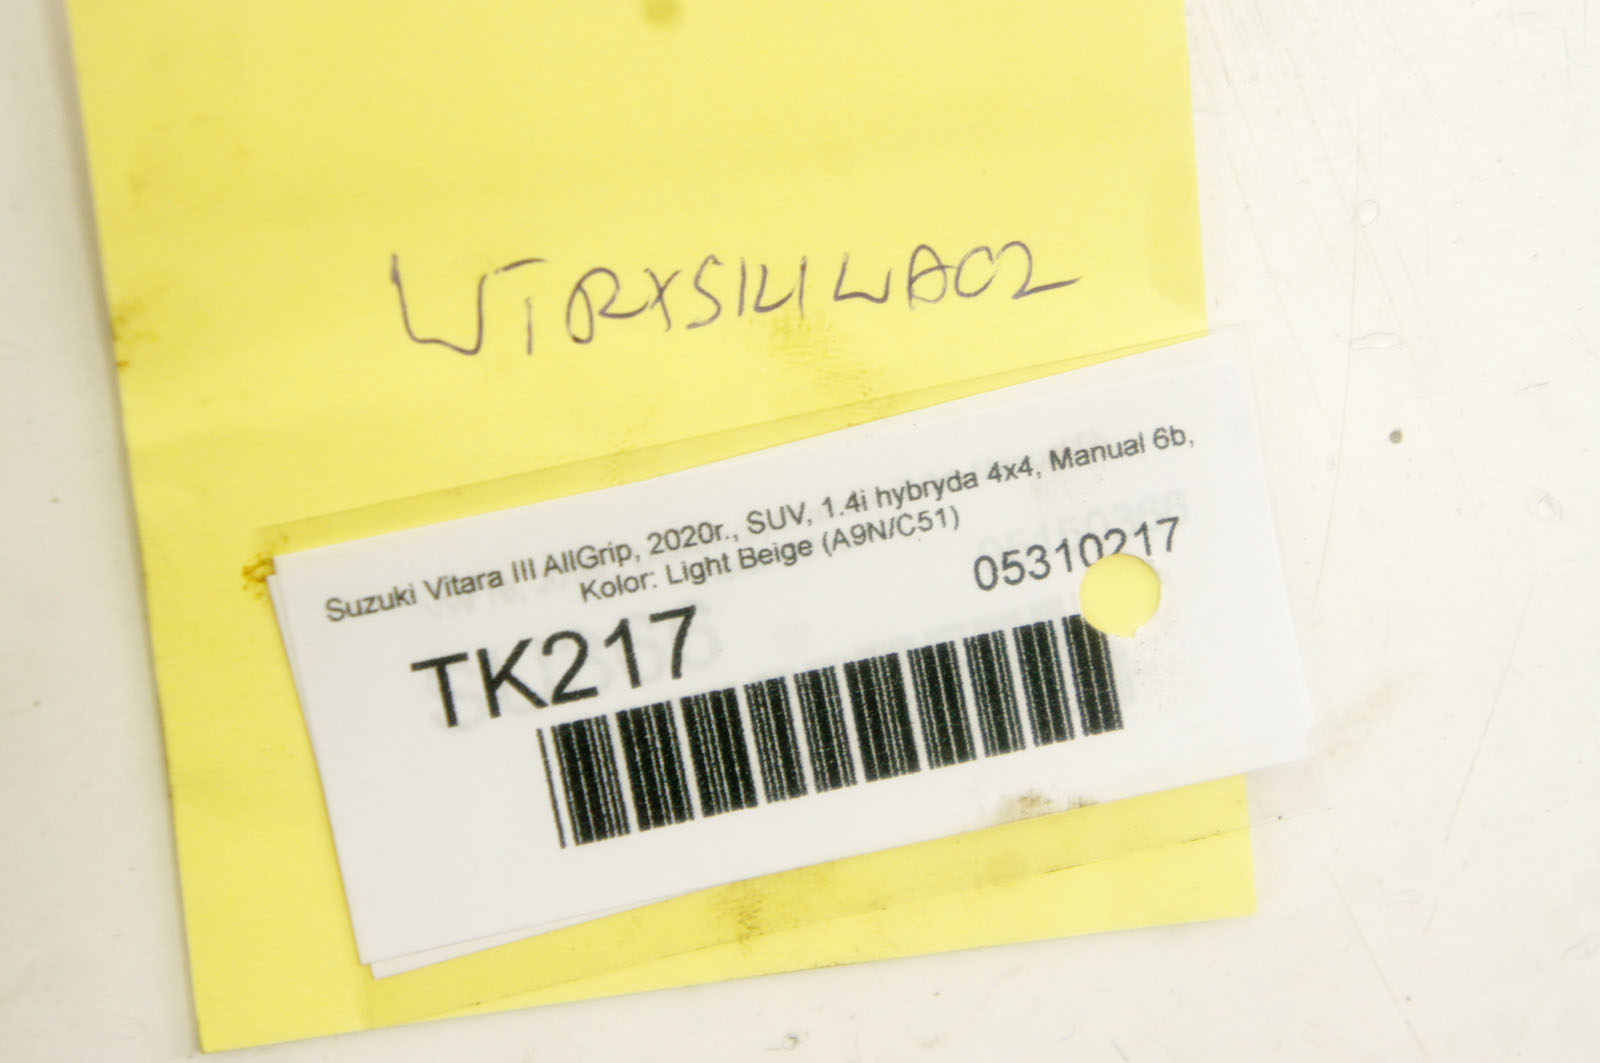 WTRXS141WA02
Suzuki Vitara III AllGrip, 2020r., SUV, 1.4i hybryda 4x4, Manual 6b,
Kolor: Light Beige (A9N/C51)
05310217
TK217